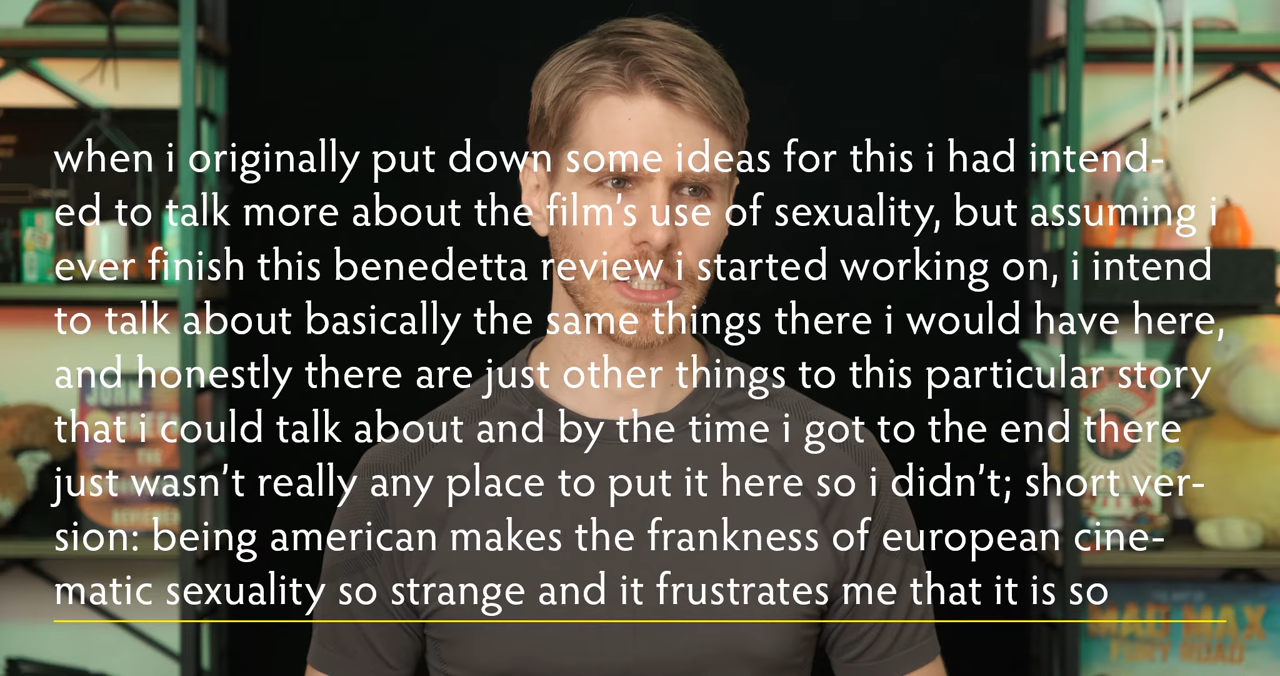 when i originally put down some ideas for this i had intend-
ed to talk more about the film’s use of sexuality, but assuming i
ever finish this benedetta review i started working on, i intend
to talk about basically the same things there i would have here,
and honestly there are just other things to this particular story
that i could talk about and by the time i got to the end there
just wasn’t really any place to put it here so i didn’t; short ver-
sion: being american makes the frankness of european cine-
matic sexuality so strange and it frustrates me that it is so
JOHN
THE
MAD MAX
FURY ROAD